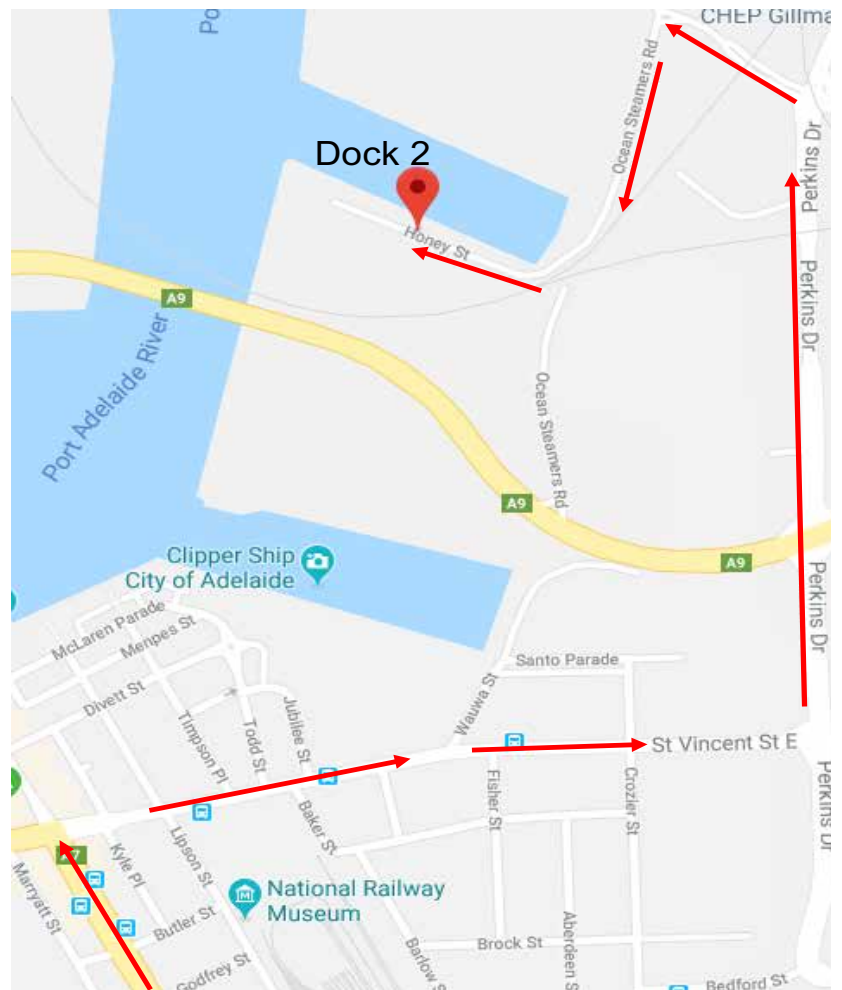 Po
CHEP Gillma
Ocean Steamers Rd
Perkins Dr
Dock 2
Honey St
Perkins Dr
A9
Port Adelaide River
Ocean Steamers Rd
A9
A9
Clipper Ship
City of Adelaide
Perkins Dr
McLaren Parade
Menpes St
Divett St
Santo Parade
Wauwa St
Jubilee St
Timpson Pl
Todd St
St Vincent St E
Perkins Dr
Fisher St
Crozier St
Baker St
Lipson St
Kyle Pl
A7
Marryatt St
National Railway
Museum
Butler St
Barlow S
Brock St
Aberdeen S
Godfrey St
Bedford St